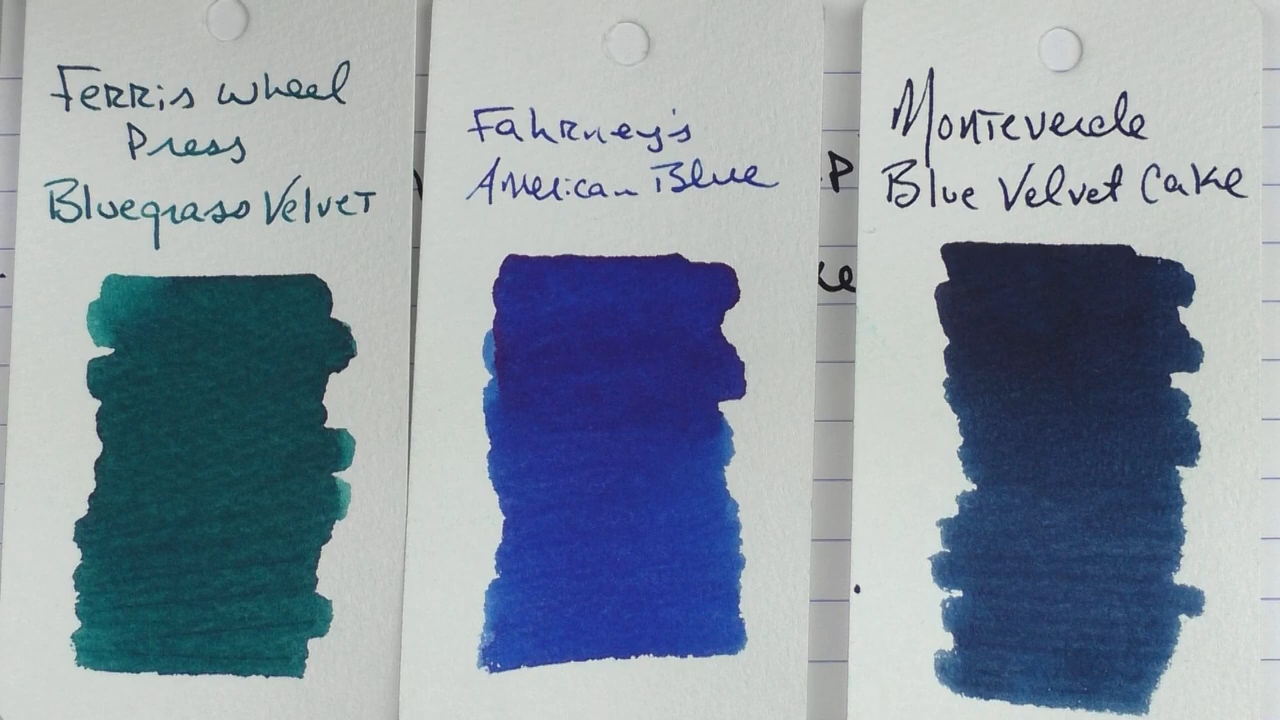 Ferris Wheel
Press
Bluegrass Velvet
Fahrney's
American Blue
Monteverde
Blue Velvet Cake